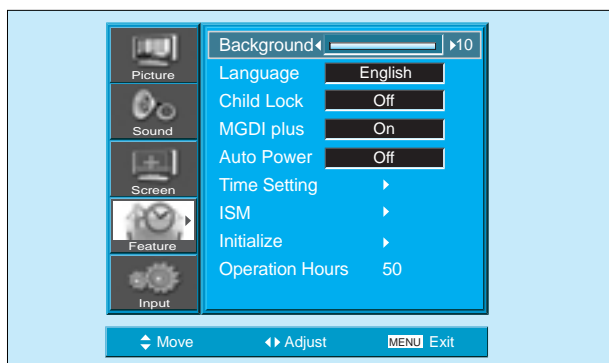 Picture
Sound
Screen
Feature
Input
Background 10
Language English
Child Lock Off
MGDI plus On
Auto Power Off
Time Setting
ISM
Initialize
Operation Hours 50
Move Adjust MENU Exit